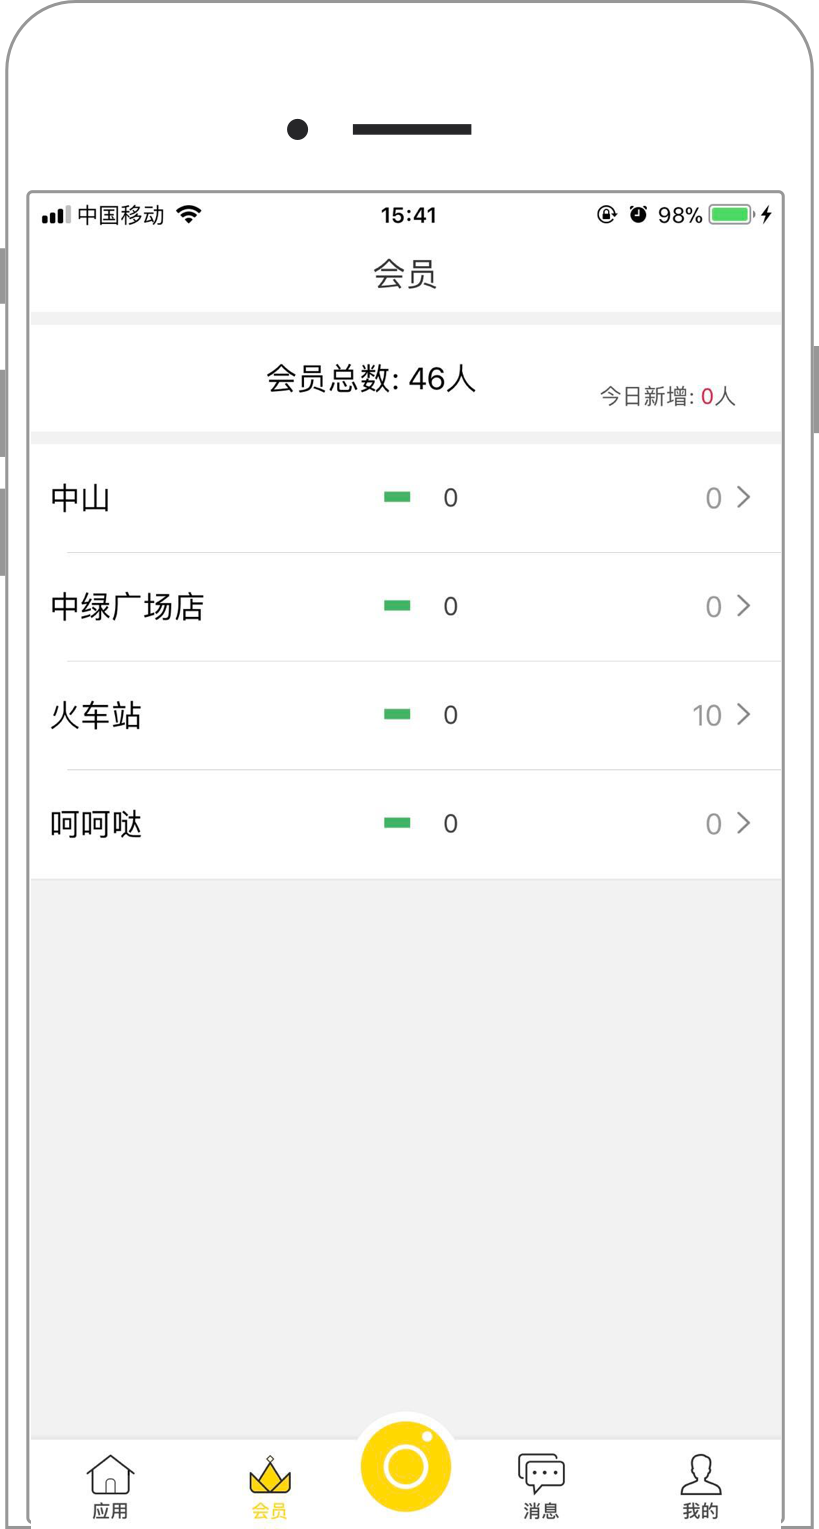 中国移动 15:41 98%
会员
会员总数: 46人
今日新增: 0人
中山 0 0
中绿广场店 0 0
火车站 0 10
呵呵哒 0 0
应用 会员 消息 我的